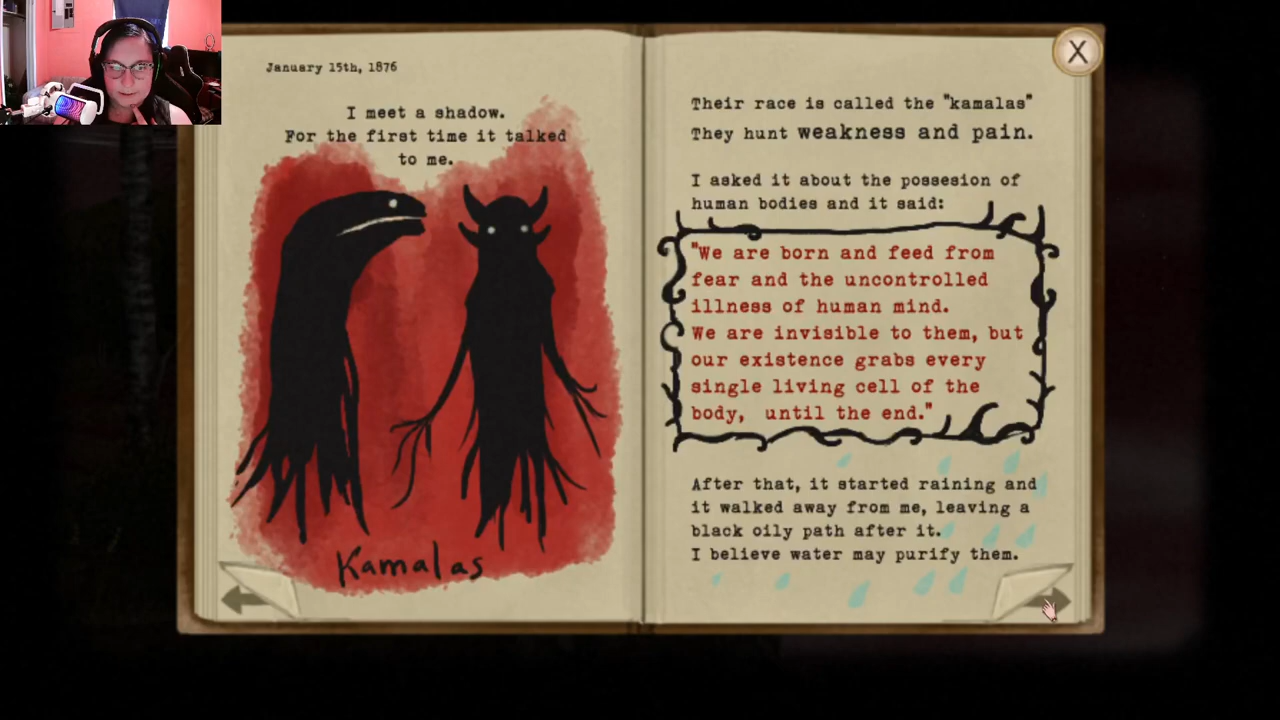 January 15th, 1876
I meet a shadow.
For the first time it talked
to me.
Kamalas
Their race is called the "kamalas"
They hunt weakness and pain.
I asked it about the possesion of
human bodies and it said:
"We are born and feed from
fear and the uncontrolled
illness of human mind.
We are invisible to them, but
our existence grabs every
single living cell of the
body, until the end."
After that, it started raining and
it walked away from me, leaving a
black oily path after it.
I believe water may purify them.
X